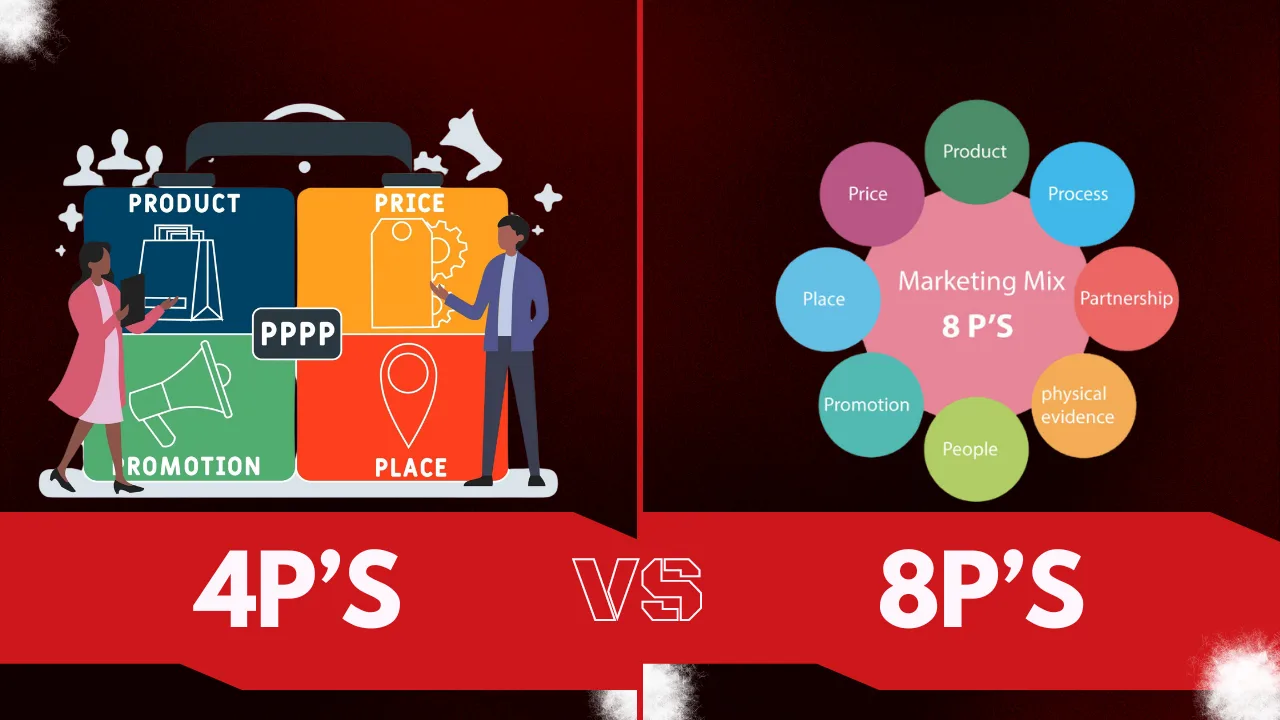 PRODUCT
PRICE
PPPP
PROMOTION
PLACE
Product
Price
Process
Marketing Mix
8 P'S
Place
Partnership
Promotion
physical
evidence
People
4P'S
VS
8P'S